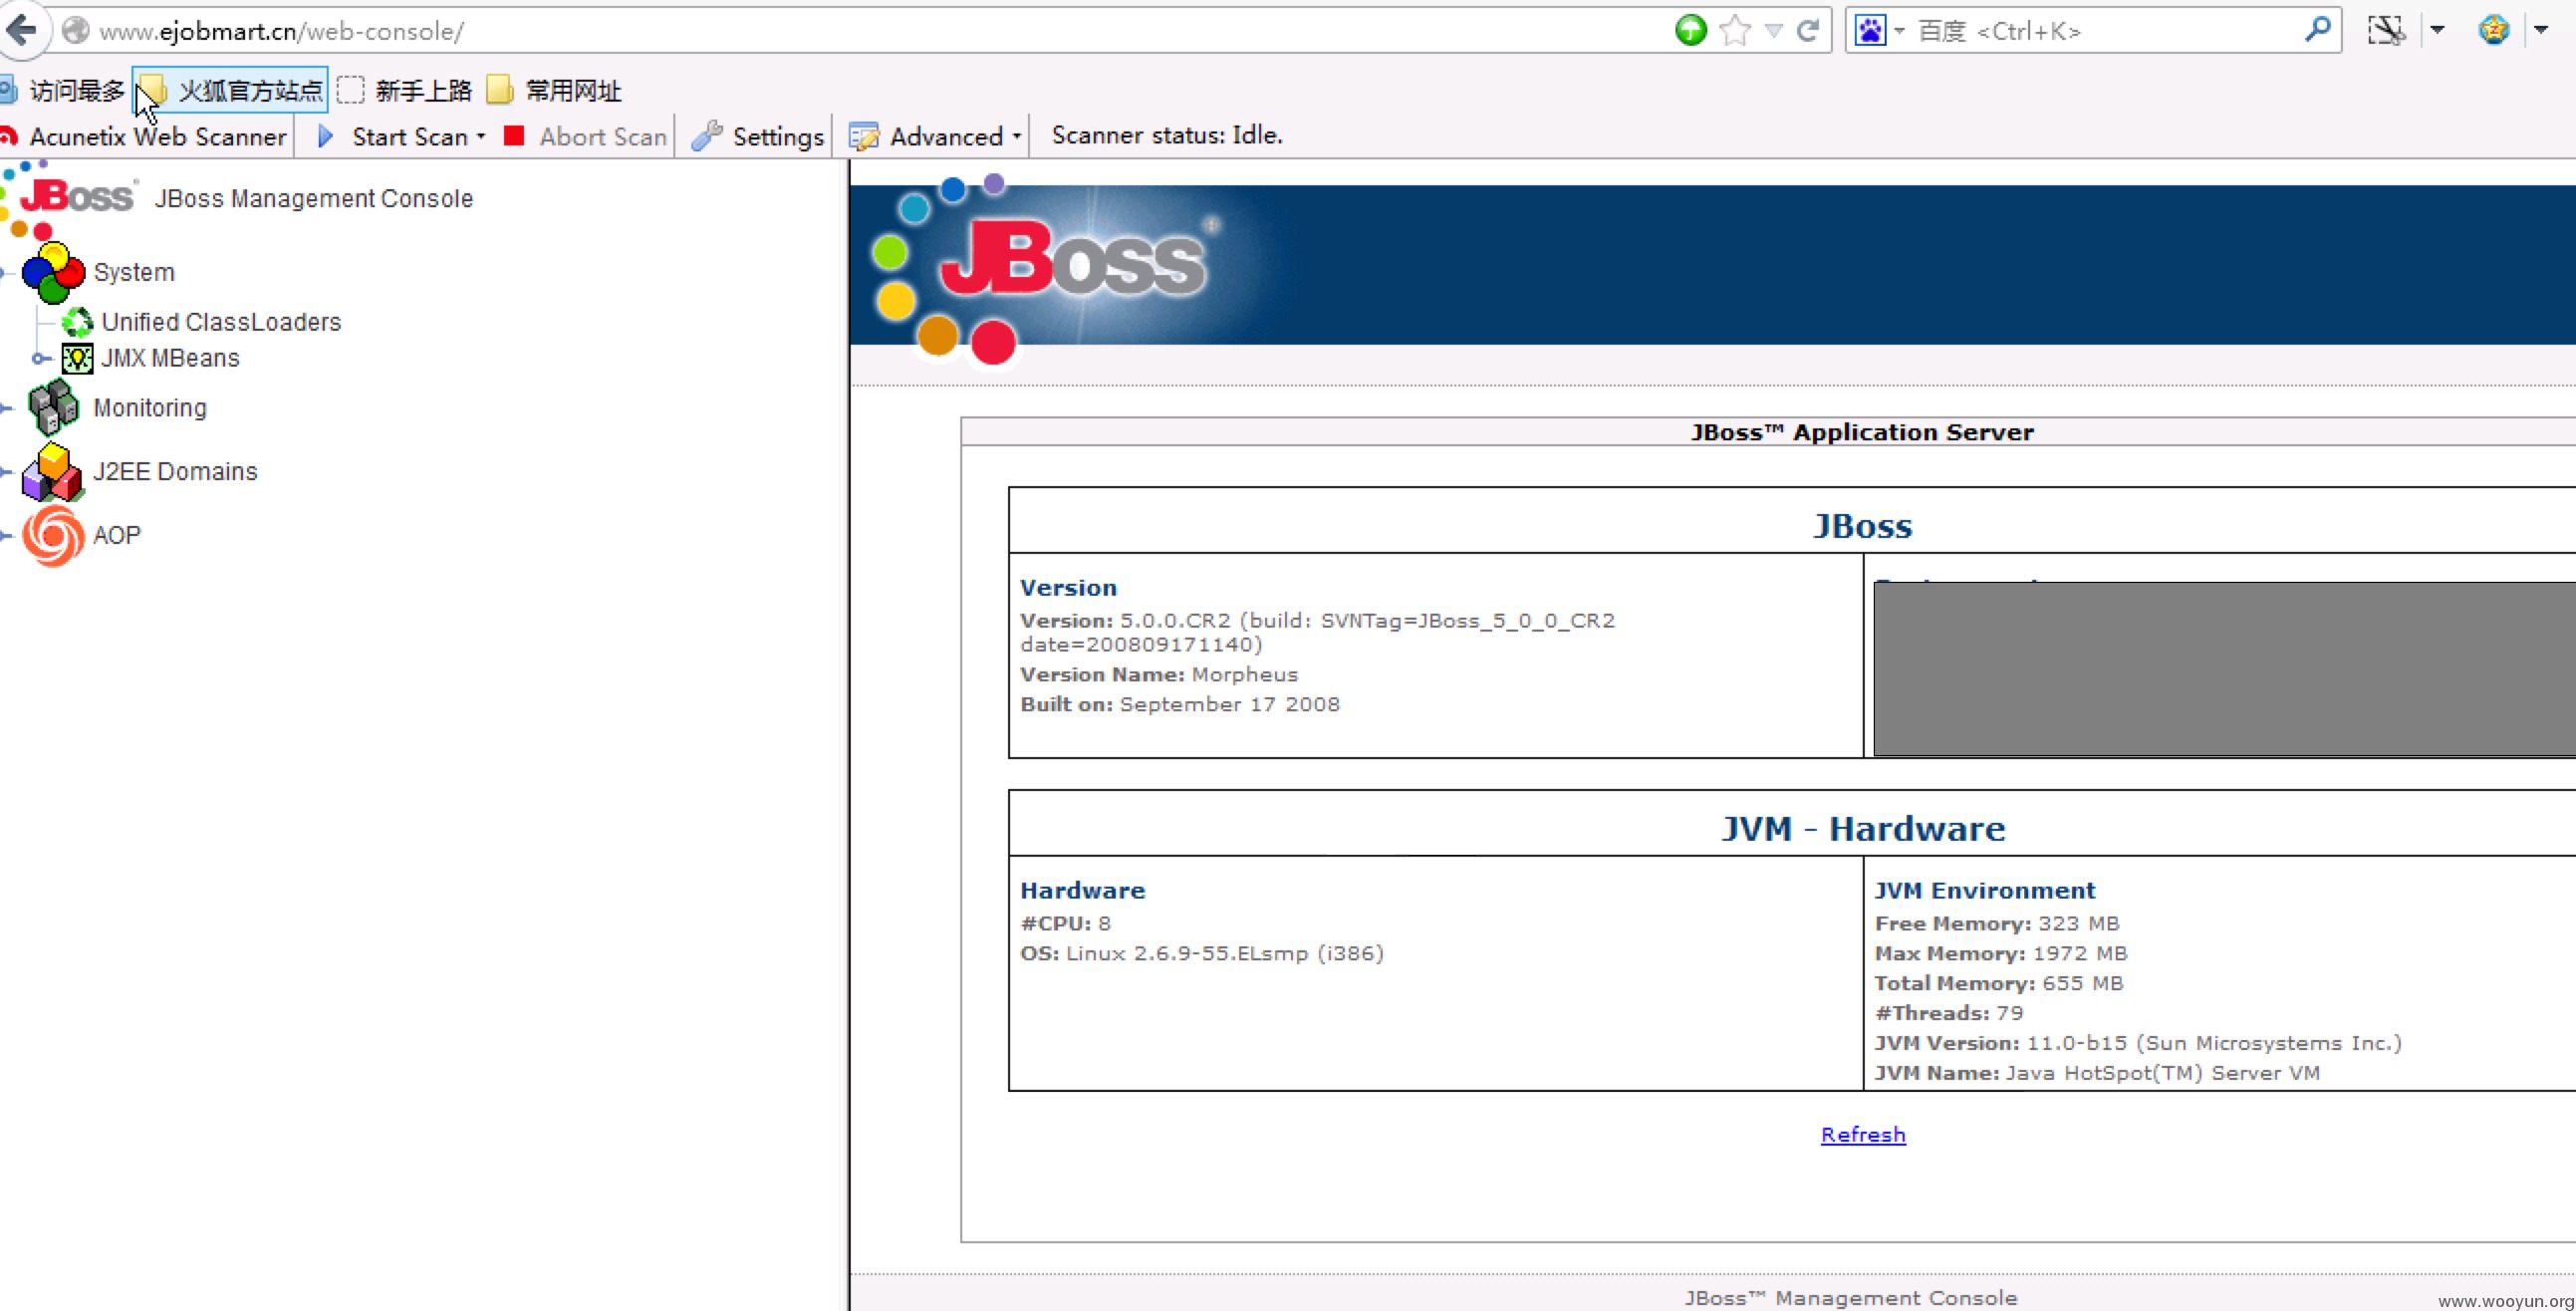 www.ejobmart.cn/web-console/
百度 <Ctrl+K>
访问最多 火狐官方站点 新手上路 常用网址
Acunetix Web Scanner Start Scan Abort Scan Settings Advanced Scanner status: Idle.
JBoss JBoss Management Console
System
Unified ClassLoaders
JMX MBeans
Monitoring
J2EE Domains
AOP
JBoss
JBoss™ Application Server
JBoss
Version
Version: 5.0.0.CR2 (build: SVNTag=JBoss_5_0_0_CR2
date=200809171140)
Version Name: Morpheus
Built on: September 17 2008
JVM - Hardware
Hardware
#CPU: 8
OS: Linux 2.6.9-55.ELsmp (i386)
JVM Environment
Free Memory: 323 MB
Max Memory: 1972 MB
Total Memory: 655 MB
#Threads: 79
JVM Version: 11.0-b15 (Sun Microsystems Inc.)
JVM Name: Java HotSpot(TM) Server VM
Refresh
JBoss™ Management Console
www.wooyun.org